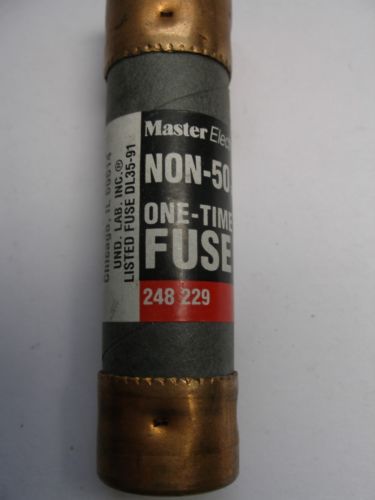 Master Elec
NON-50
ONE-TIME
FUSE
248 229
Chicago, IL 60614
UND. LAB. INC.®
LISTED FUSE DL35-91